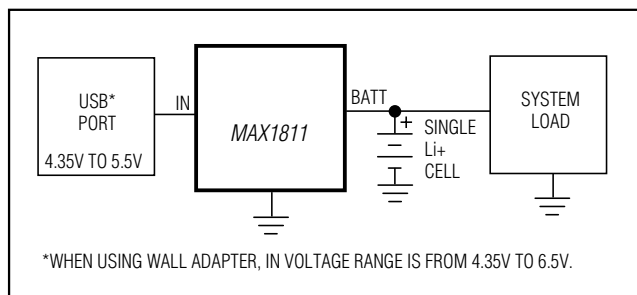 USB*
PORT
4.35V TO 5.5V
IN
MAX1811
BATT
+
SINGLE
Li+
CELL
SYSTEM
LOAD
*WHEN USING WALL ADAPTER, IN VOLTAGE RANGE IS FROM 4.35V TO 6.5V.